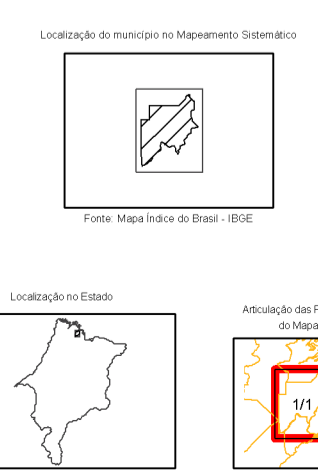 Localização do município no Mapeamento Sistemático
Fonte: Mapa Índice do Brasil - IBGE
Localização no Estado
Articulação das
do Mapa
1/1